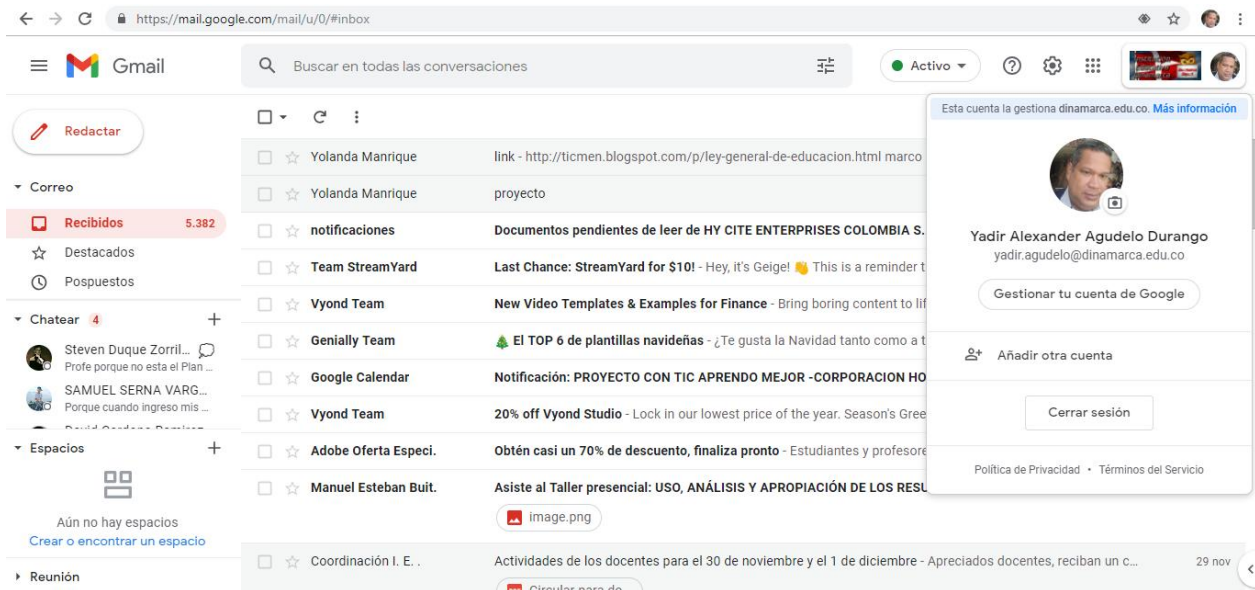 https://mail.google.com/mail/u/0/#inbox
Gmail
Buscar en todas las conversaciones
Activo
Redactar
Correo
Recibidos 5.382
Destacados
Pospuestos
Chatear 4
Steven Duque Zorril...
Profe porque no esta el Plan ...
SAMUEL SERNA VARG...
Porque cuando ingreso mis ...
Espacios
Aún no hay espacios
Crear o encontrar un espacio
Reunión
Yolanda Manrique link - http://ticmen.blogspot.com/p/ley-general-de-educacion.html marco
Yolanda Manrique proyecto
notificaciones Documentos pendientes de leer de HY CITE ENTERPRISES COLOMBIA S.
Team StreamYard Last Chance: StreamYard for $10! - Hey, it's Geige! 👋 This is a reminder t
Vyond Team New Video Templates & Examples for Finance - Bring boring content to lif
Genially Team 🎄 El TOP 6 de plantillas navideñas - ¿Te gusta la Navidad tanto como a t
Google Calendar Notificación: PROYECTO CON TIC APRENDO MEJOR -CORPORACION HO
Vyond Team 20% off Vyond Studio - Lock in our lowest price of the year. Season's Gree
Adobe Oferta Especi. Obtén casi un 70% de descuento, finaliza pronto - Estudiantes y profesore
Manuel Esteban Buit. Asiste al Taller presencial: USO, ANÁLISIS Y APROPIACIÓN DE LOS RESU
image.png
Coordinación I. E. . Actividades de los docentes para el 30 de noviembre y el 1 de diciembre - Apreciados docentes, reciban un c... 29 nov
Esta cuenta la gestiona dinamarca.edu.co. Más información
Yadir Alexander Agudelo Durango
yadir.agudelo@dinamarca.edu.co
Gestionar tu cuenta de Google
Añadir otra cuenta
Cerrar sesión
Política de Privacidad • Términos del Servicio